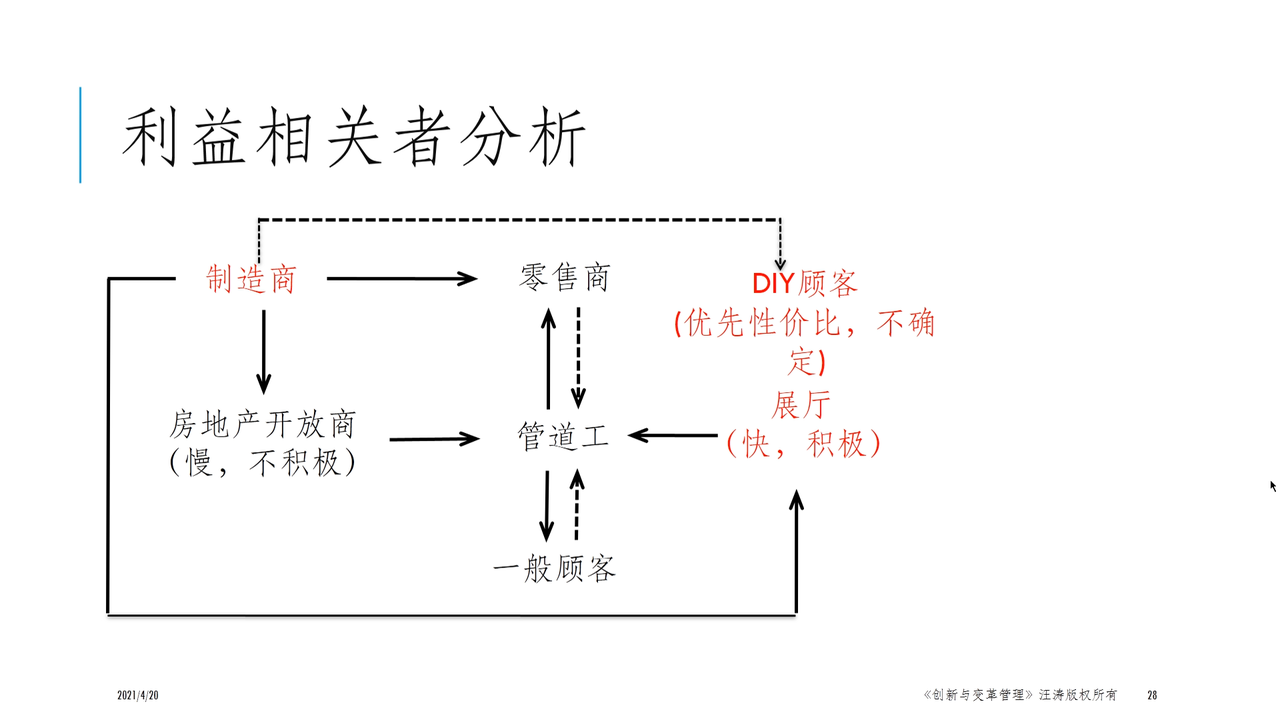 利益相关者分析
制造商
零售商
DIY顾客
(优先性价比，不确
定)
展厅
（快，积极）
房地产开放商
（慢，不积极）
管道工
一般顾客
2021/4/20
《创新与变革管理》汪涛版权所有
28